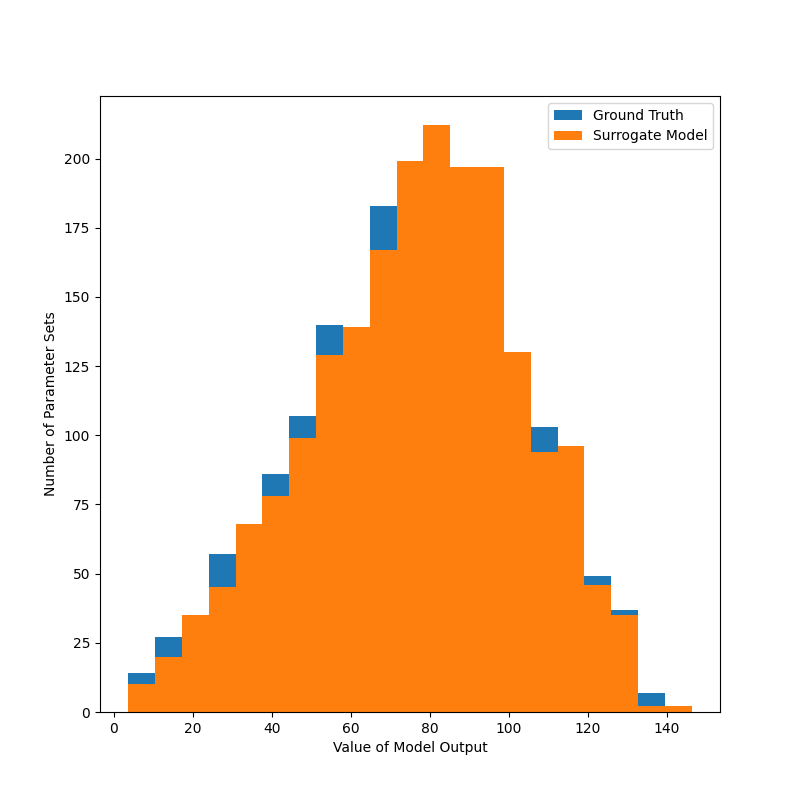 Ground Truth
Surrogate Model
200
175
150
125
100
75
50
25
0
Number of Parameter Sets
0 20 40 60 80 100 120 140
Value of Model Output